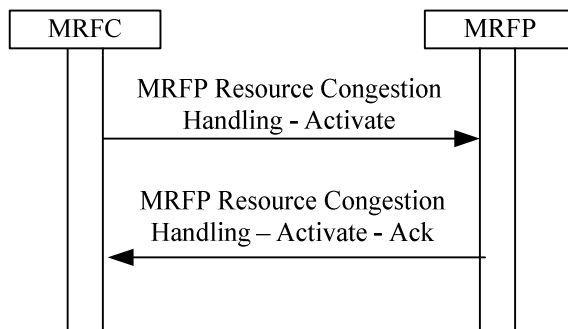 MRFC
MRFP
MRFP Resource Congestion
Handling - Activate
MRFP Resource Congestion
Handling – Activate - Ack